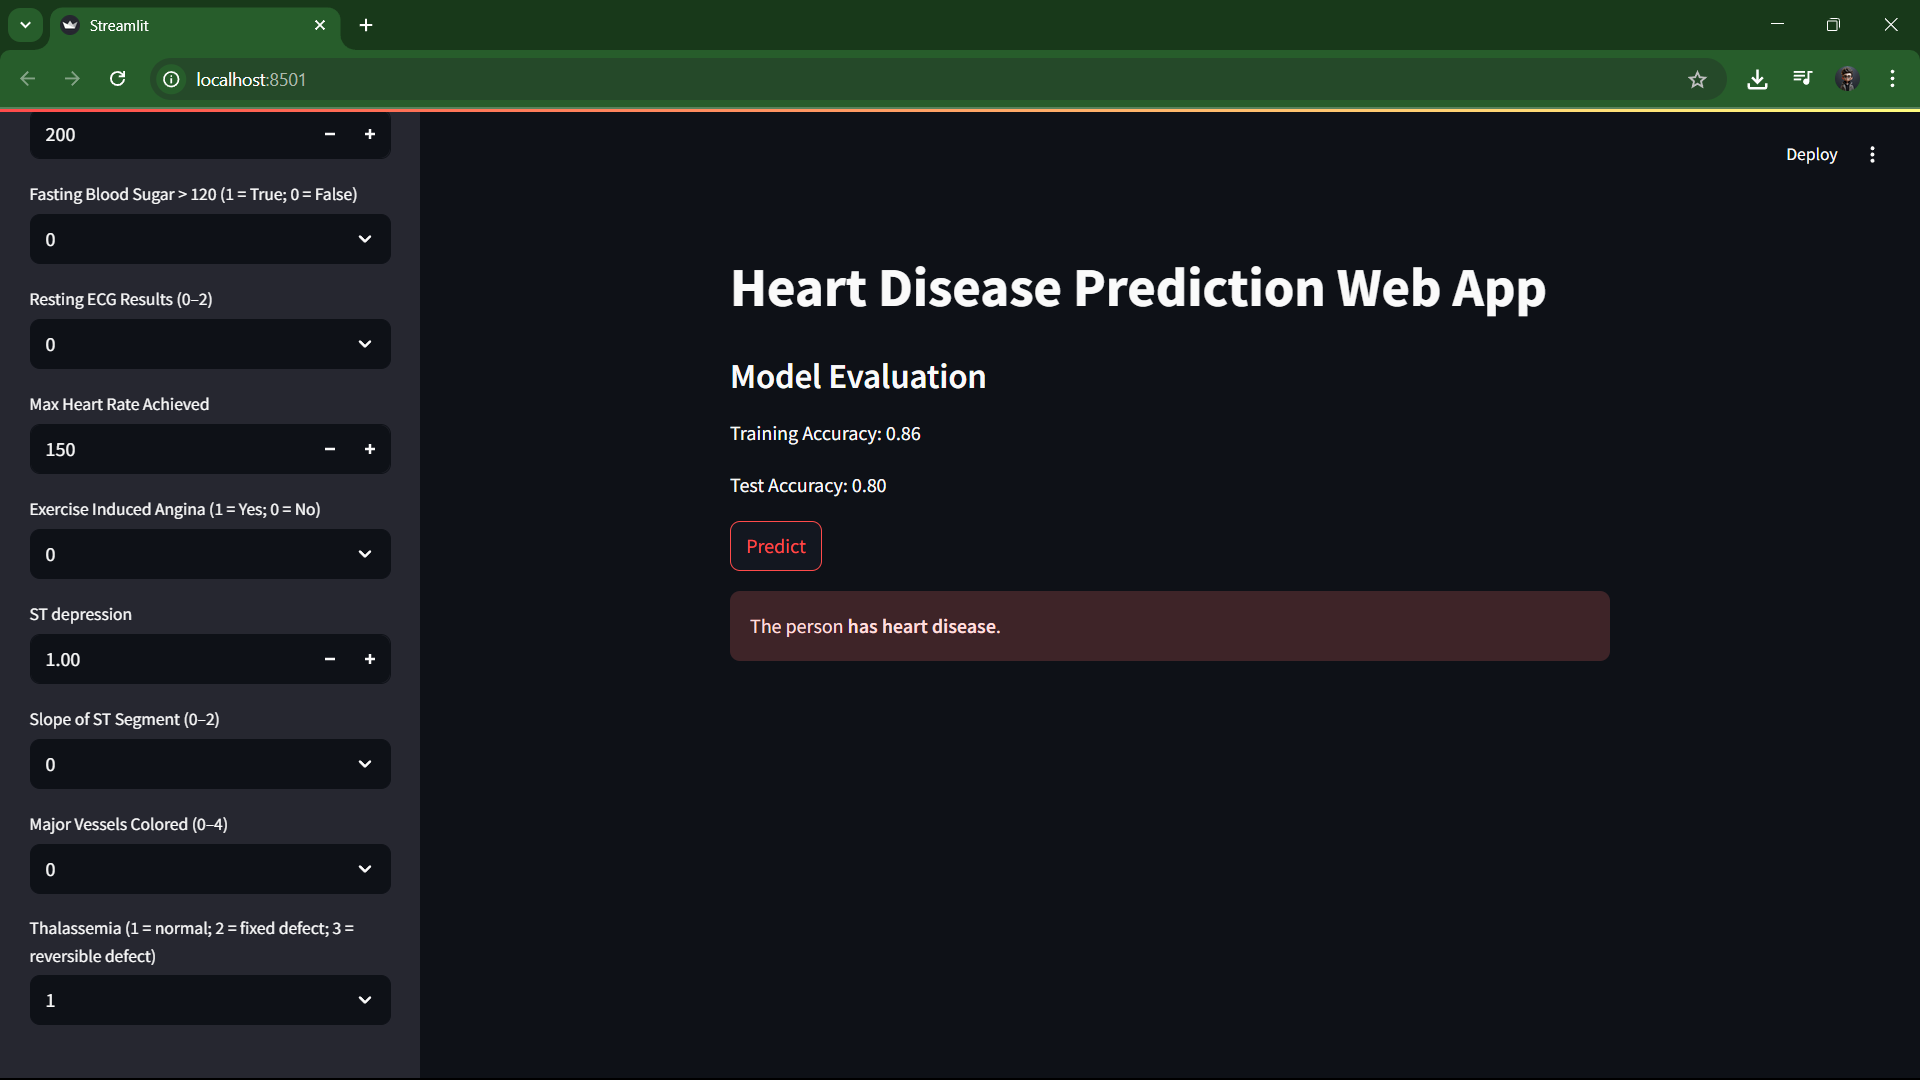 Streamlit
localhost:8501
200
Fasting Blood Sugar > 120 (1 = True; 0 = False)
0
Resting ECG Results (0–2)
0
Max Heart Rate Achieved
150
Exercise Induced Angina (1 = Yes; 0 = No)
0
ST depression
1.00
Slope of ST Segment (0–2)
0
Major Vessels Colored (0–4)
0
Thalassemia (1 = normal; 2 = fixed defect; 3 =
reversible defect)
1
Deploy
Heart Disease Prediction Web App
Model Evaluation
Training Accuracy: 0.86
Test Accuracy: 0.80
Predict
The person has heart disease.